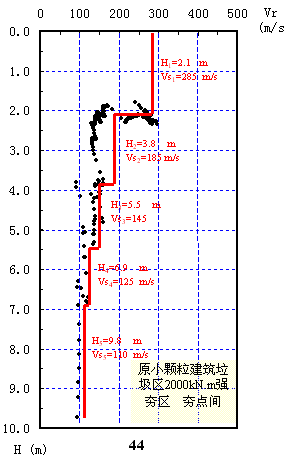 0 100 200 300 400 500 Vr
(m/s
0.0
1.0
2.0
3.0
4.0
5.0
6.0
7.0
8.0
9.0
10.0
H₁=2.1 m
Vs₁=285 m/s
H₂=3.8 m
Vs₂=185 m/s
H₃=5.5 m
Vs₃=145
H₄=6.9 m
Vs₄=125 m/s
H₅=9.8 m
Vs₅=110 m/s
原小颗粒建筑垃
圾区2000kN.m强
夯区 夯点间
H (m)
44